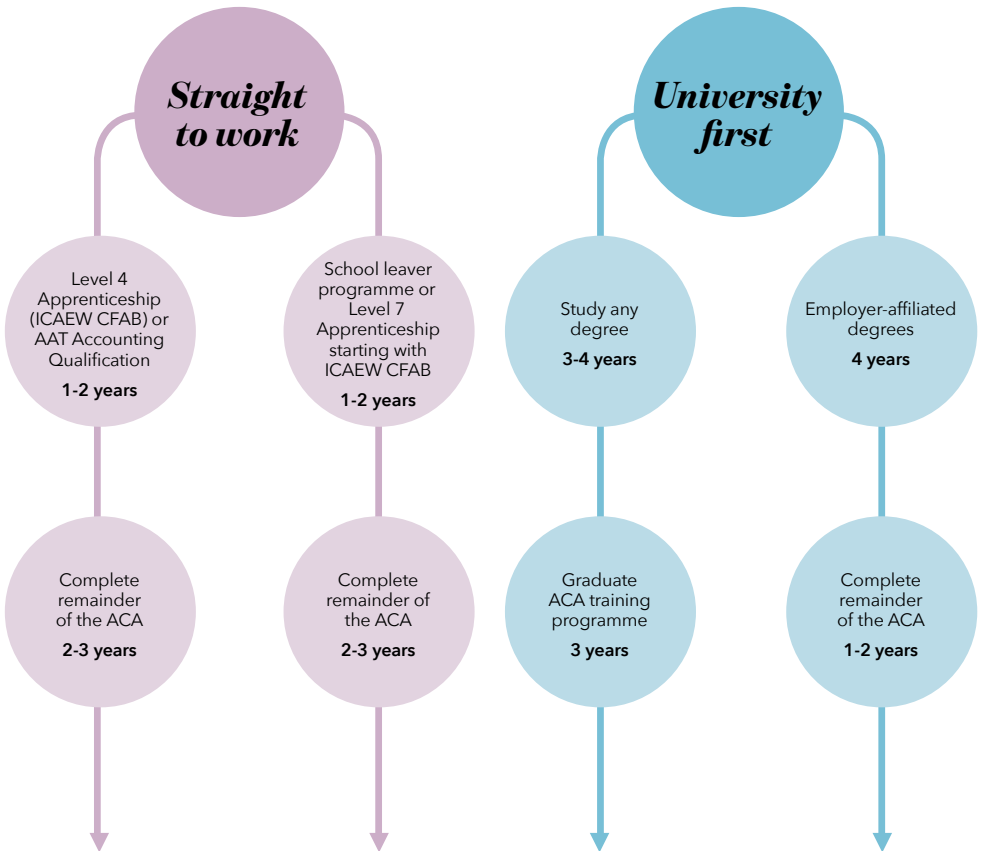 Straight
to work
Level 4
Apprenticeship
(ICAEW CFAB) or
AAT Accounting
Qualification
1-2 years
Complete
remainder
of the ACA
2-3 years
School leaver
programme or
Level 7
Apprenticeship
starting with
ICAEW CFAB
1-2 years
Complete
remainder of
the ACA
2-3 years
University
first
Study any
degree
3-4 years
Graduate
ACA training
programme
3 years
Employer-affiliated
degrees
4 years
Complete
remainder
of the ACA
1-2 years